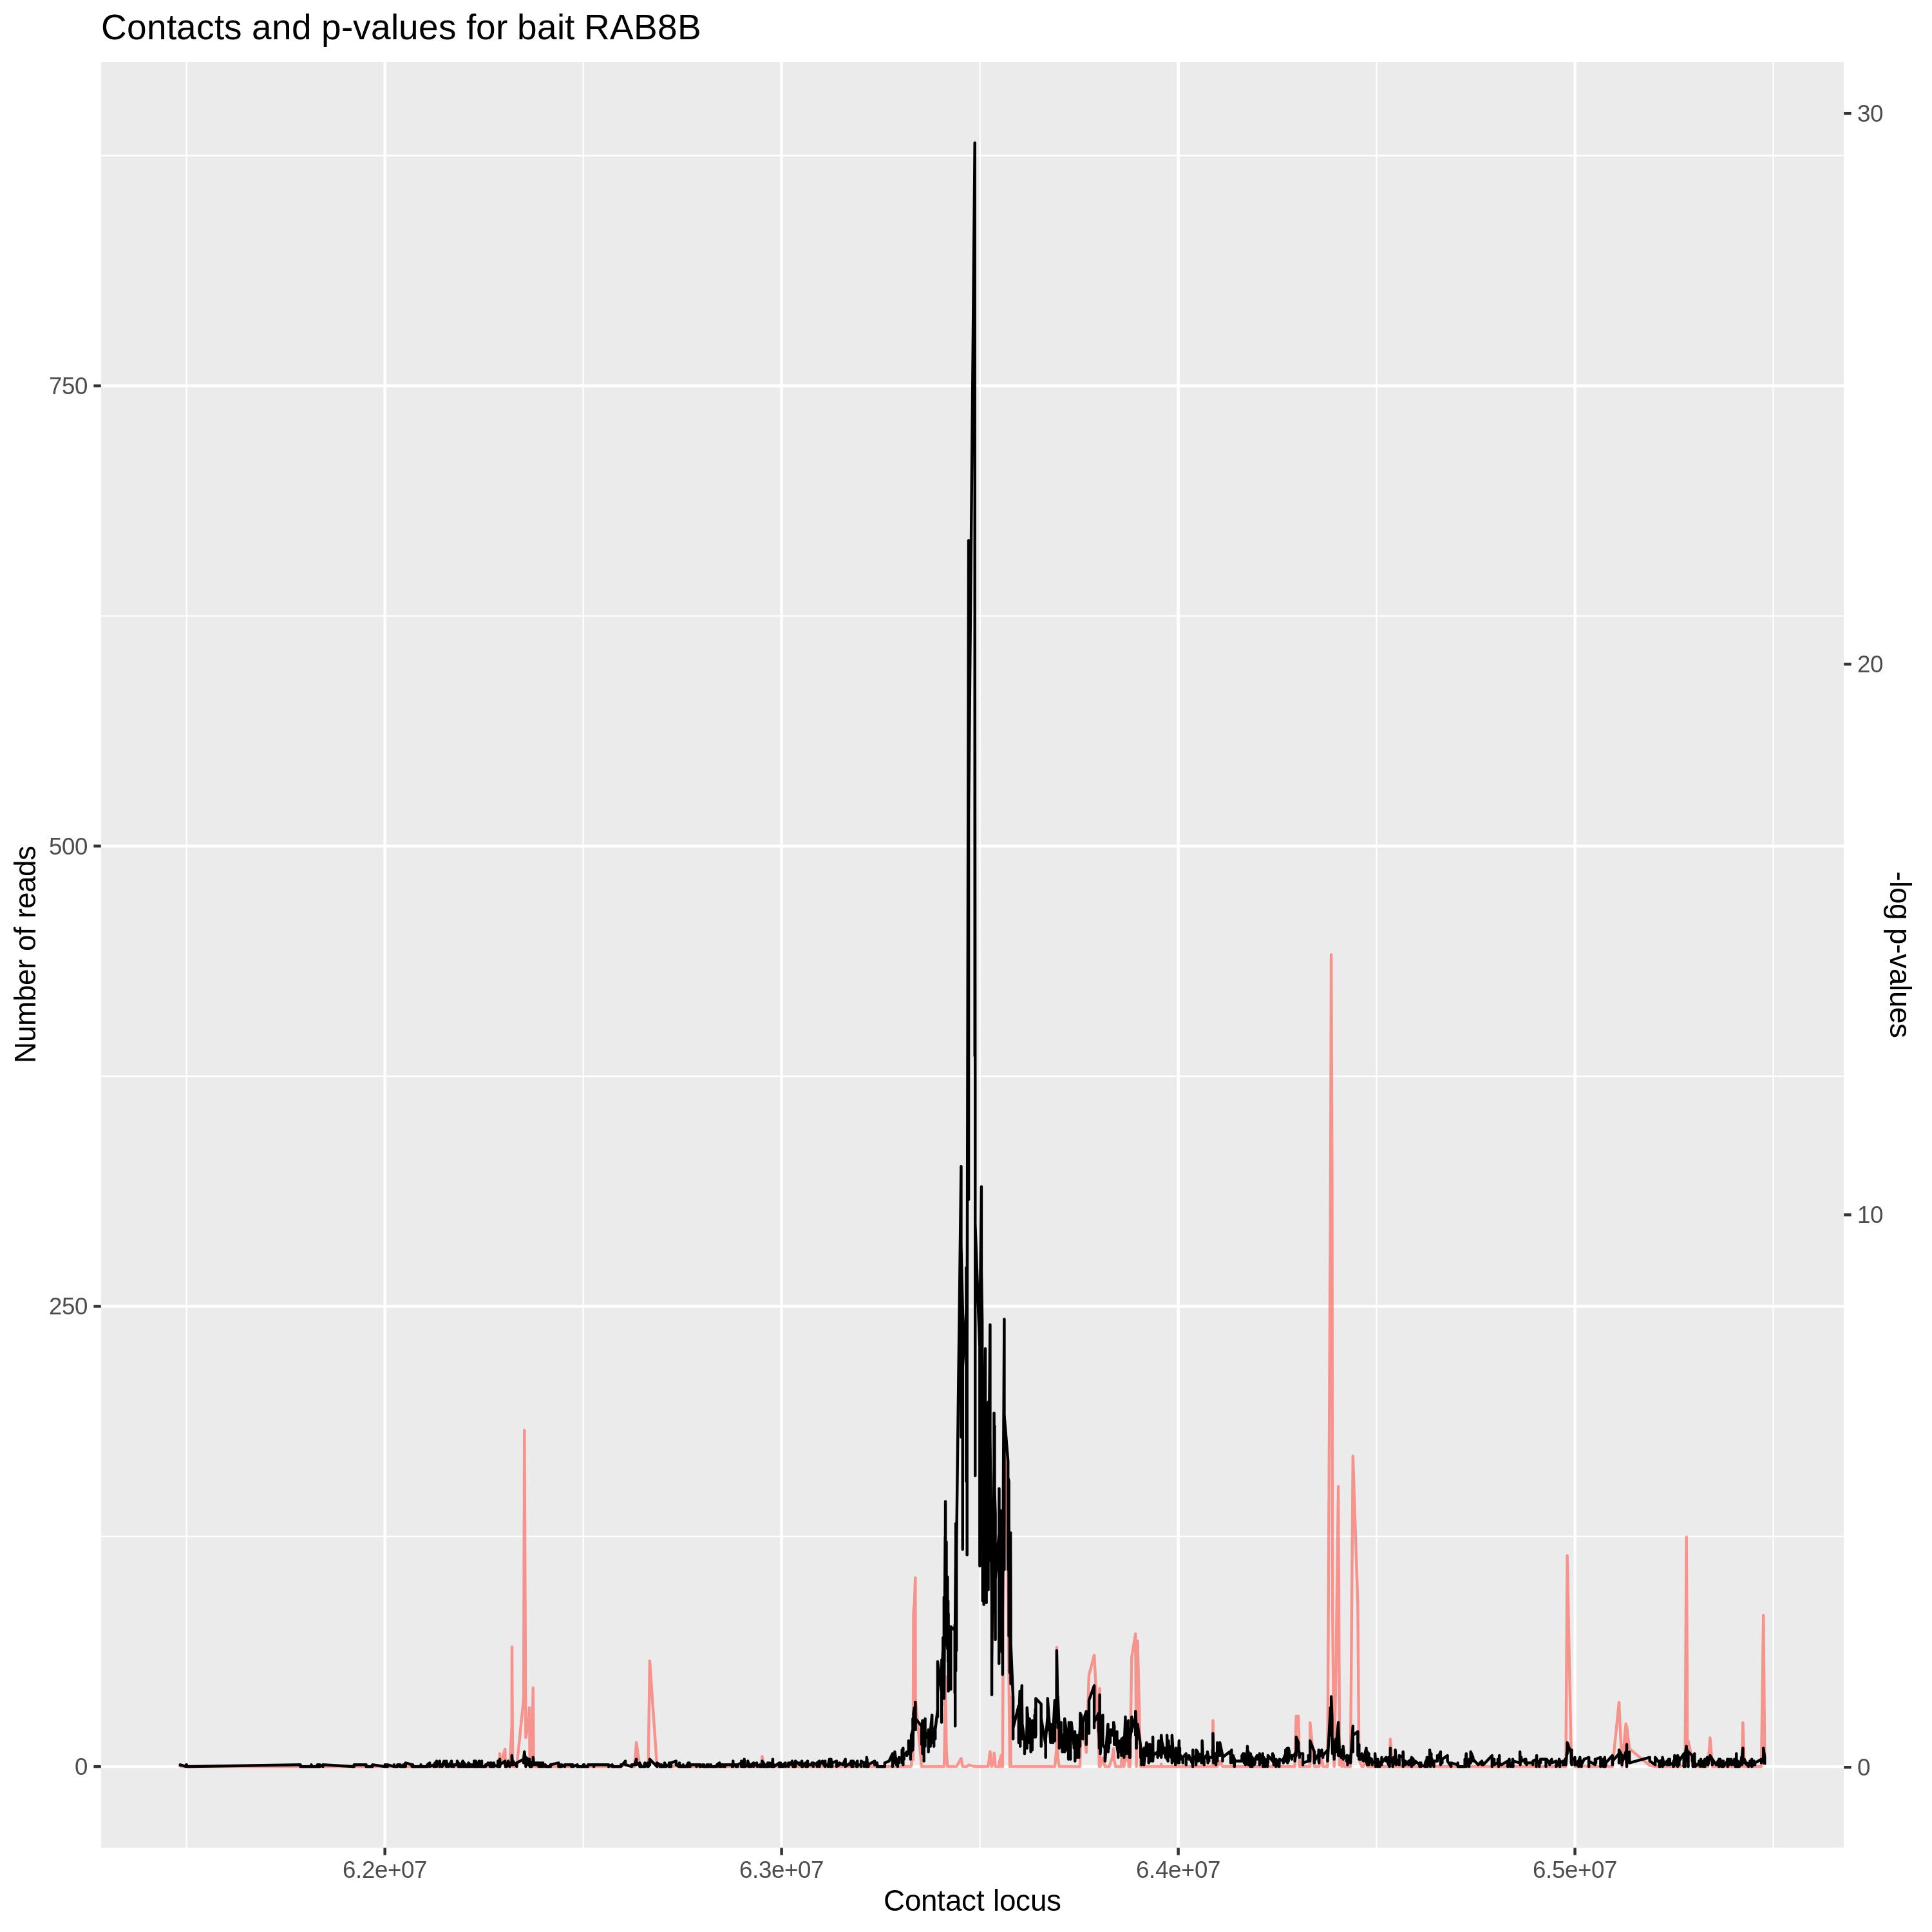 Contacts and p-values for bait RAB8B
Number of reads
750
500
250
0
30
20
10
0
-log p-values
6.2e+07
6.3e+07
6.4e+07
6.5e+07
Contact locus